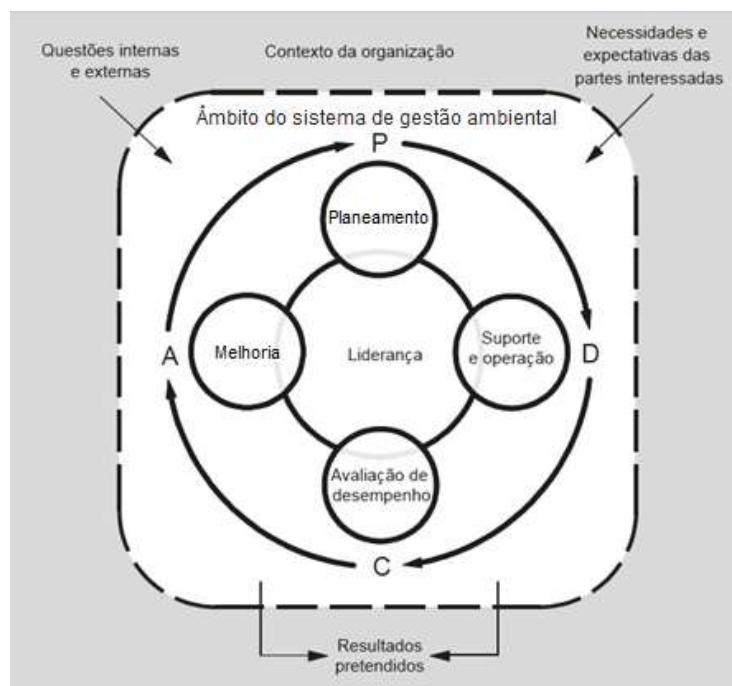 Questões internas
e externas
Contexto da organização
Necessidades e
expectativas das
partes interessadas
Âmbito do sistema de gestão ambiental
P
Planeamento
A
Melhoria
Liderança
Suporte
e operação
D
Avaliação de
desempenho
C
Resultados
pretendidos